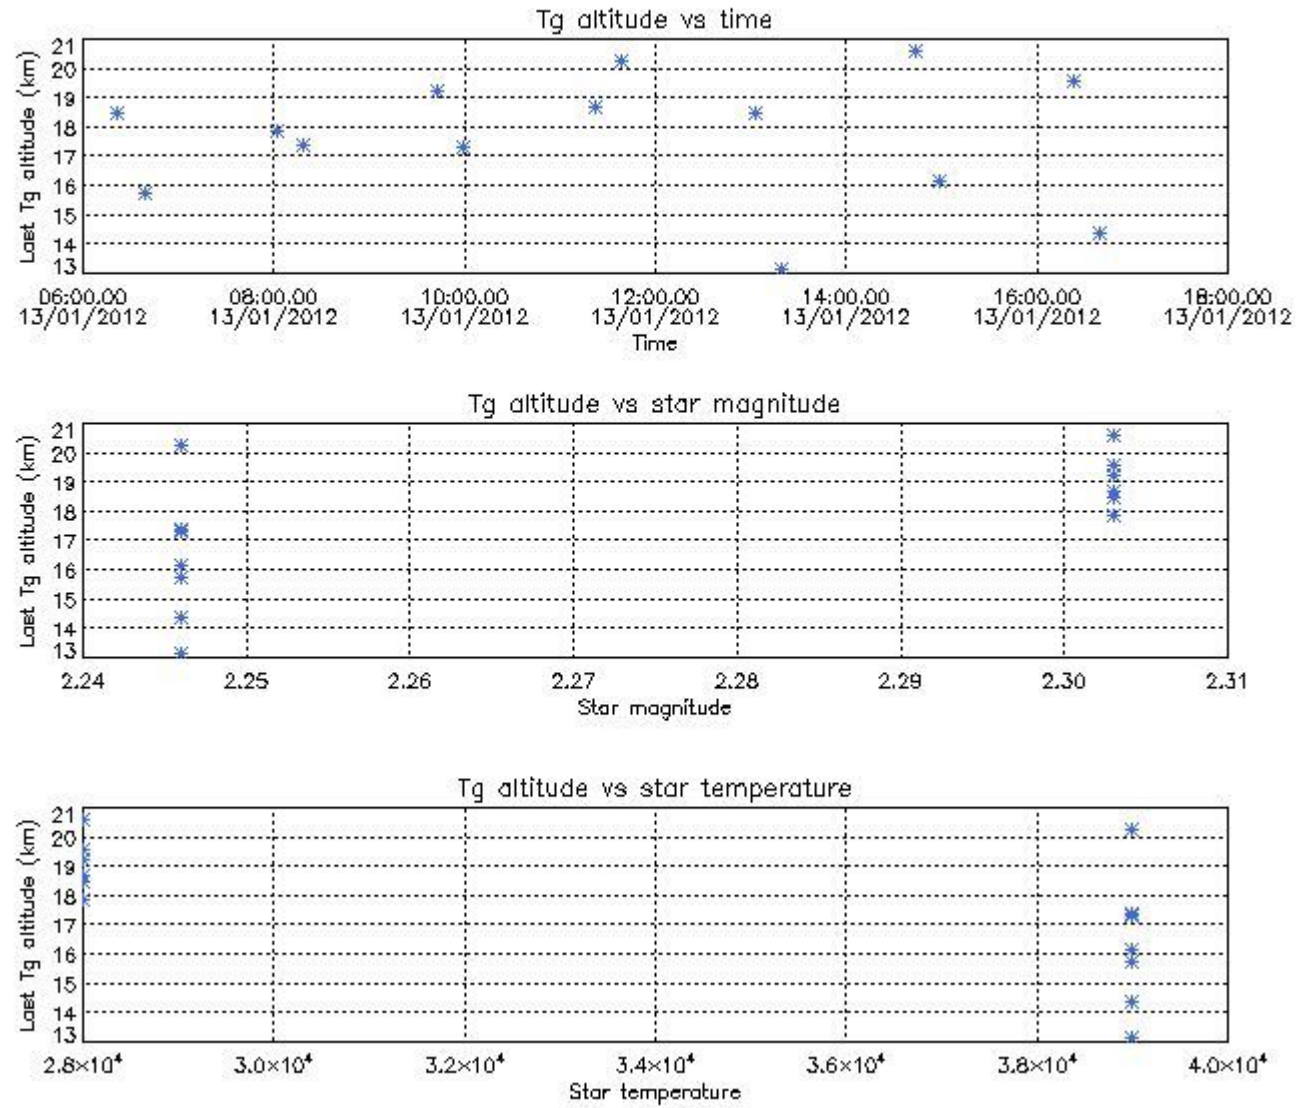 Tg altitude vs time
Last Tg altitude (km)
21
20
19
18
17
16
15
14
13
06:00.00 08:00.00 10:00.00 12:00.00 14:00.00 16:00.00 18:00.00
13/01/2012 13/01/2012 13/01/2012 13/01/2012 13/01/2012 13/01/2012 13/01/2012
Time
Tg altitude vs star magnitude
Last Tg altitude (km)
21
20
19
18
17
16
15
14
13
2.24 2.25 2.26 2.27 2.28 2.29 2.30 2.31
Star magnitude
Tg altitude vs star temperature
Last Tg altitude (km)
21
20
19
18
17
16
15
14
13
2.8×10⁴ 3.0×10⁴ 3.2×10⁴ 3.4×10⁴ 3.6×10⁴ 3.8×10⁴ 4.0×10⁴
Star temperature